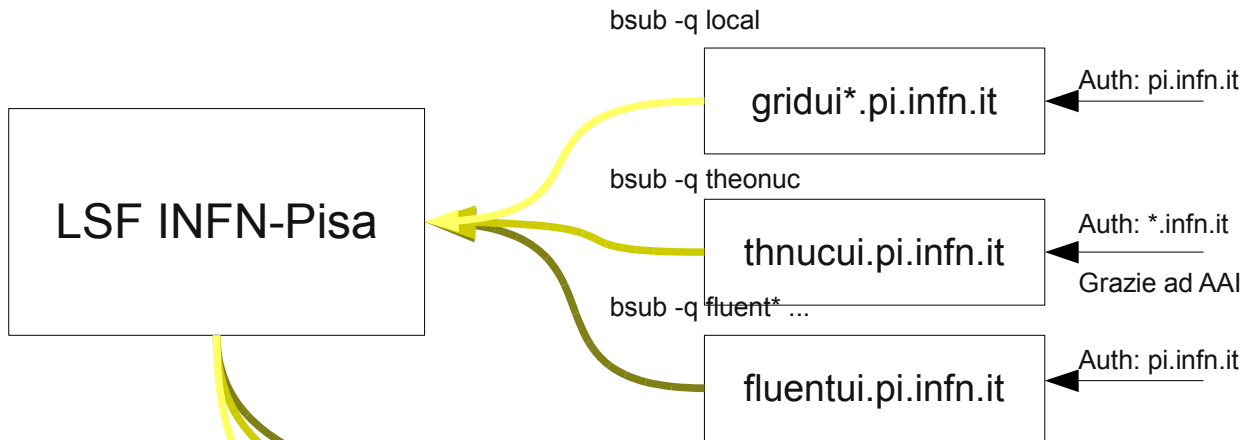 bsub -q local
gridui*.pi.infn.it
Auth: pi.infn.it
LSF INFN-Pisa
bsub -q theonuc
thnucui.pi.infn.it
Auth: *.infn.it
Grazie ad AAI
bsub -q fluent* ...
fluentui.pi.infn.it
Auth: pi.infn.it